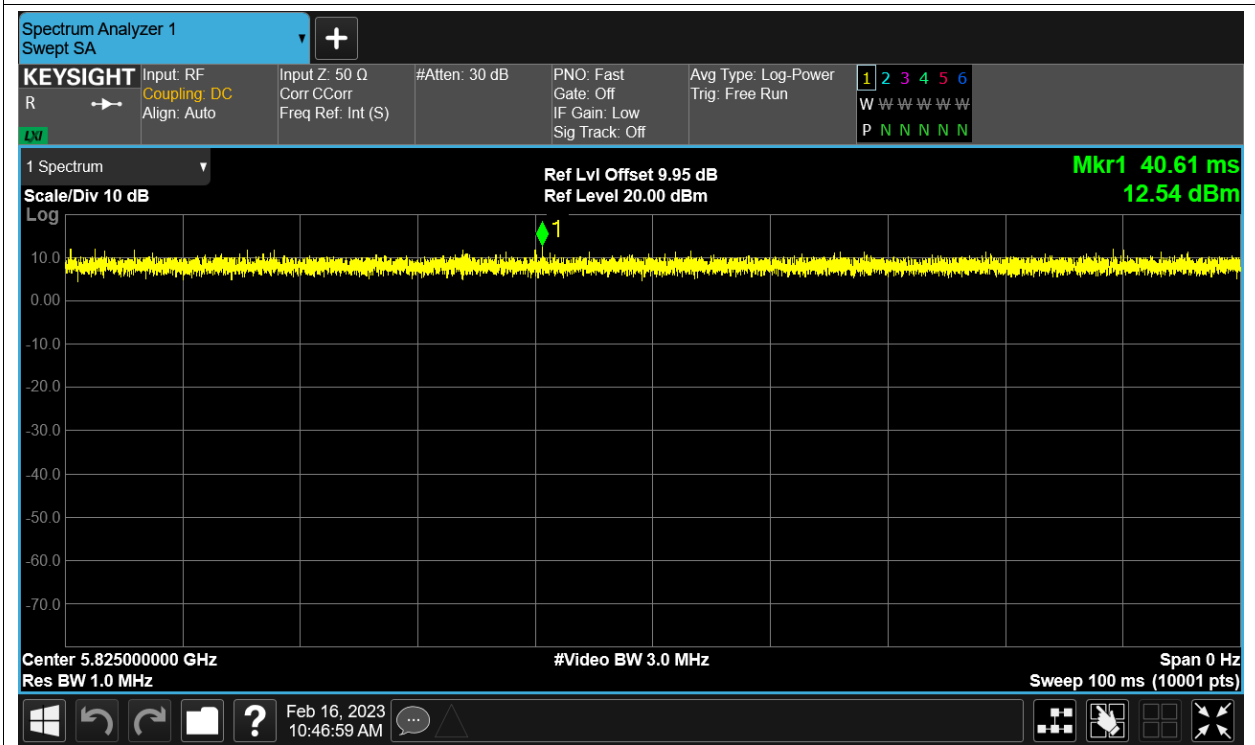 Spectrum Analyzer 1
Swept SA
KEYSIGHT
R
LXI
Input: RF
Coupling: DC
Align: Auto
Input Z: 50 Ω
Corr CCorr
Freq Ref: Int (S)
#Atten: 30 dB
PNO: Fast
Gate: Off
IF Gain: Low
Sig Track: Off
Avg Type: Log-Power
Trig: Free Run
1 2 3 4 5 6
W W W W W W
P N N N N N
1 Spectrum
Scale/Div 10 dB
Log
Ref Lvl Offset 9.95 dB
Ref Level 20.00 dBm
Mkr1 40.61 ms
12.54 dBm
1
10.0
0.00
-10.0
-20.0
-30.0
-40.0
-50.0
-60.0
-70.0
Center 5.825000000 GHz
Res BW 1.0 MHz
#Video BW 3.0 MHz
Span 0 Hz
Sweep 100 ms (10001 pts)
?
Feb 16, 2023
10:46:59 AM